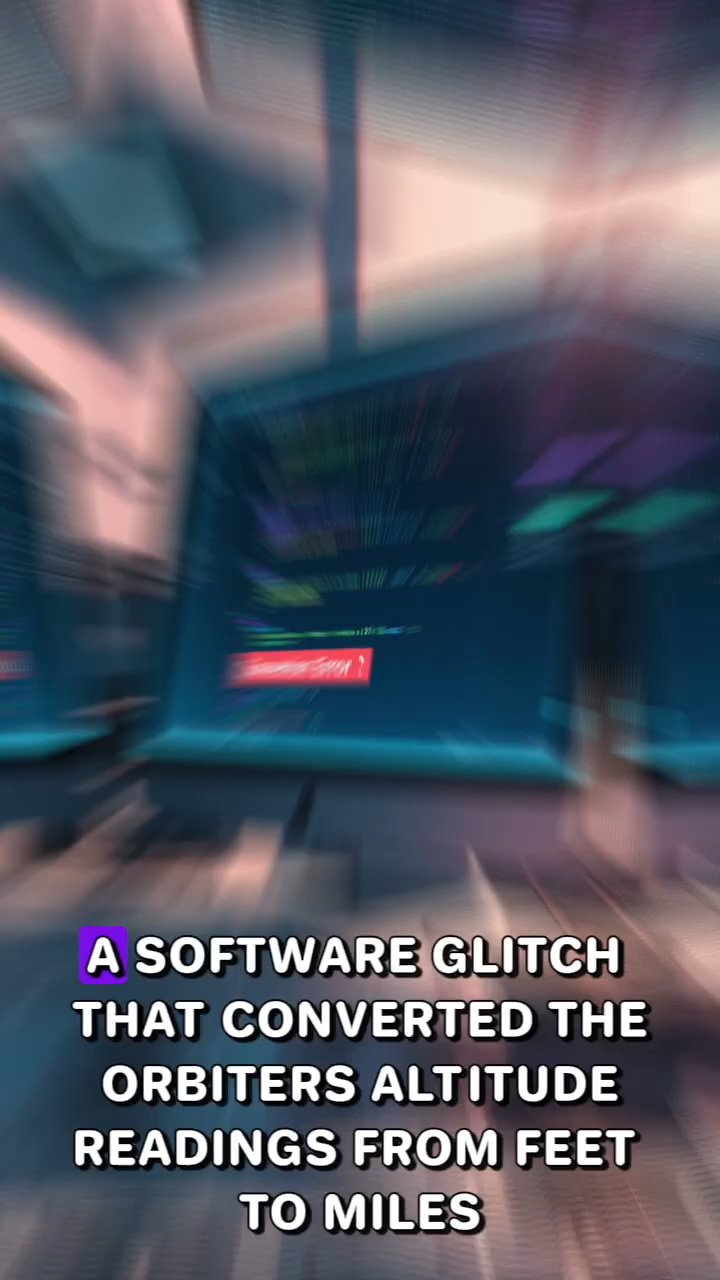 A SOFTWARE GLITCH
THAT CONVERTED THE
ORBITERS ALTITUDE
READINGS FROM FEET
TO MILES